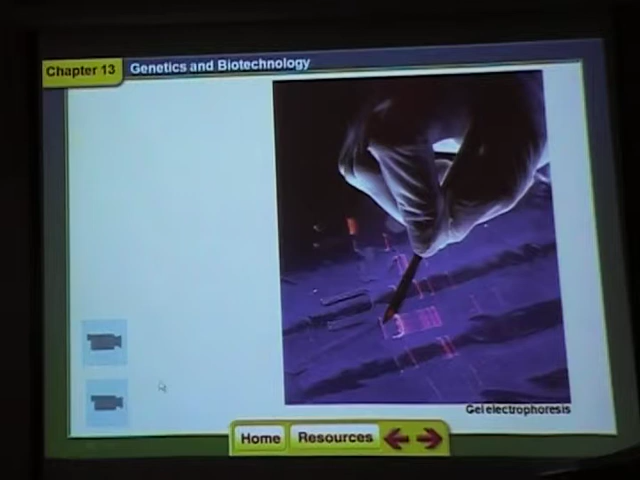 Chapter 13
Genetics and Biotechnology
Gel electrophoresis
Home
Resources